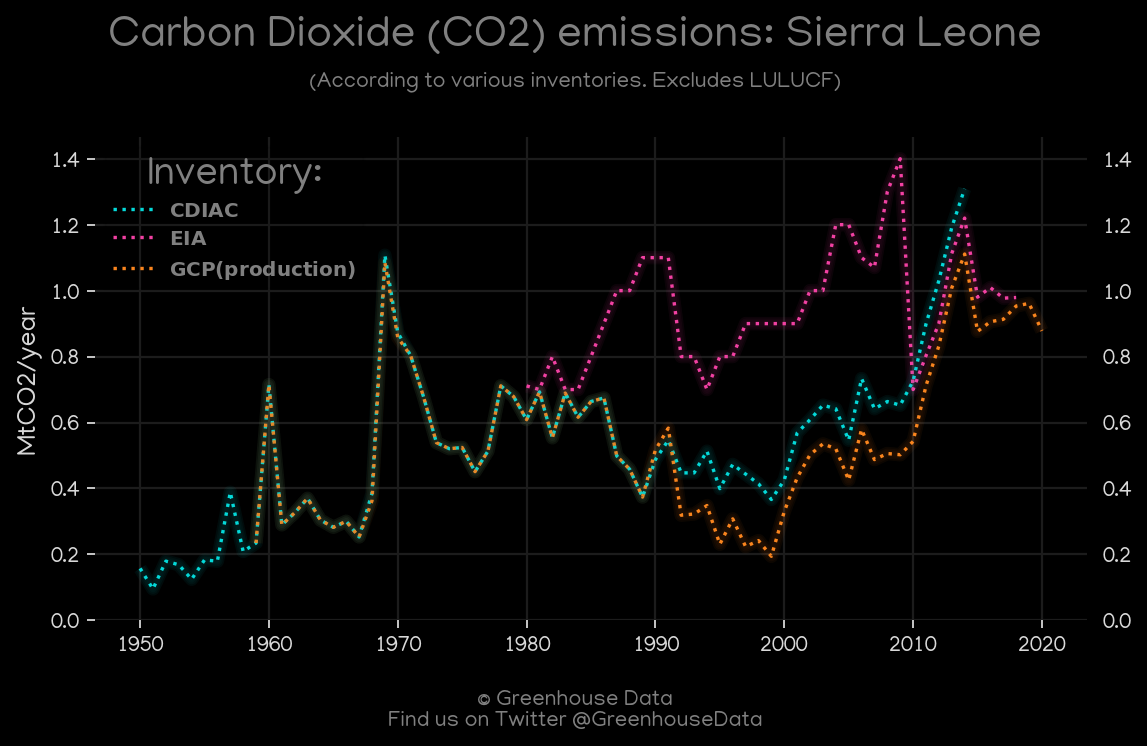 Carbon Dioxide (CO2) emissions: Sierra Leone
(According to various inventories. Excludes LULUCF)
Inventory:
CDIAC
EIA
GCP(production)
MtCO2/year
1.4 1.4
1.2 1.2
1.0 1.0
0.8 0.8
0.6 0.6
0.4 0.4
0.2 0.2
0.0 0.0
1950 1960 1970 1980 1990 2000 2010 2020
© Greenhouse Data
Find us on Twitter @GreenhouseData